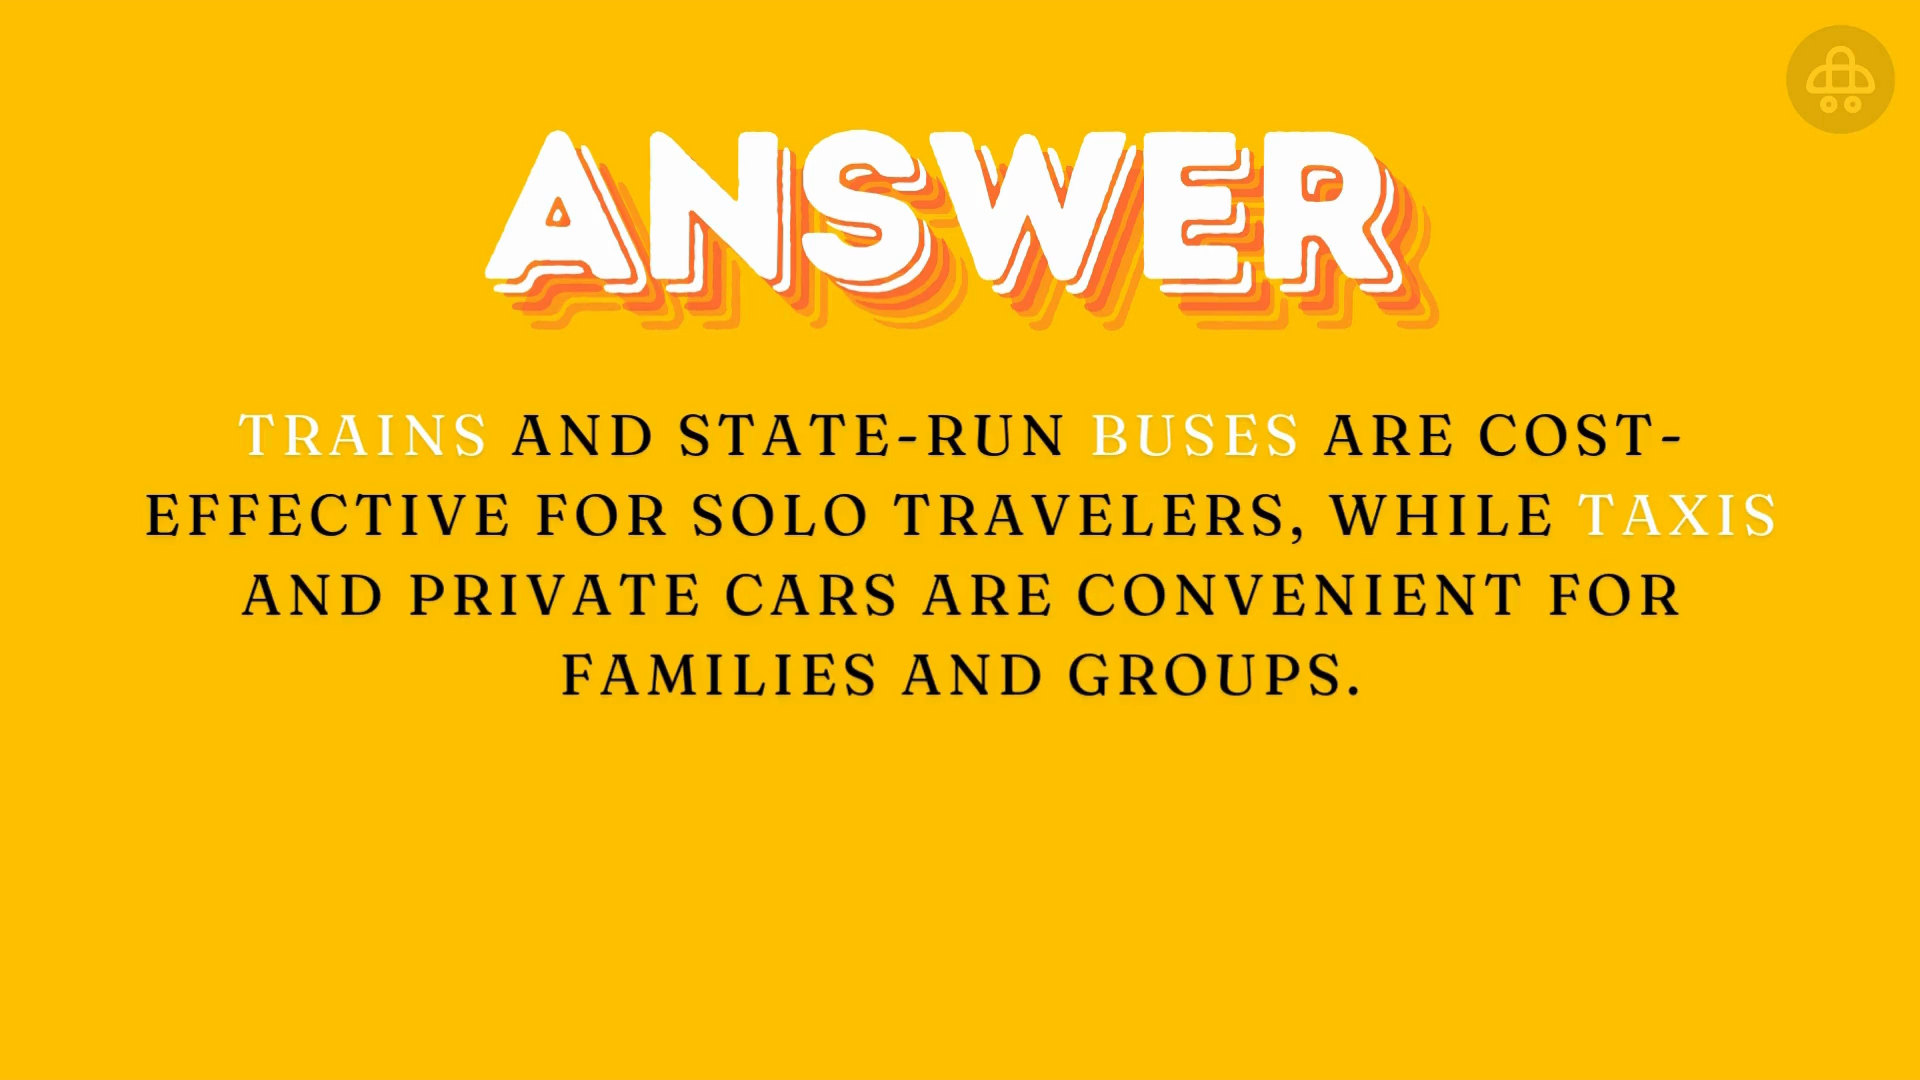 ANSWER
TRAINS AND STATE-RUN BUSES ARE COST-
EFFECTIVE FOR SOLO TRAVELERS, WHILE TAXIS
AND PRIVATE CARS ARE CONVENIENT FOR
FAMILIES AND GROUPS.